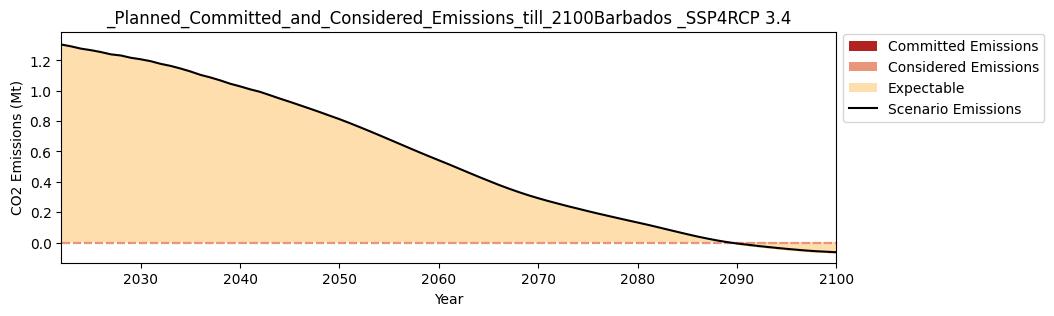 _Planned_Committed_and_Considered_Emissions_till_2100Barbados _SSP4RCP 3.4
Committed Emissions
Considered Emissions
Expectable
Scenario Emissions
CO2 Emissions (Mt)
1.2
1.0
0.8
0.6
0.4
0.2
0.0
2030 2040 2050 2060 2070 2080 2090 2100
Year